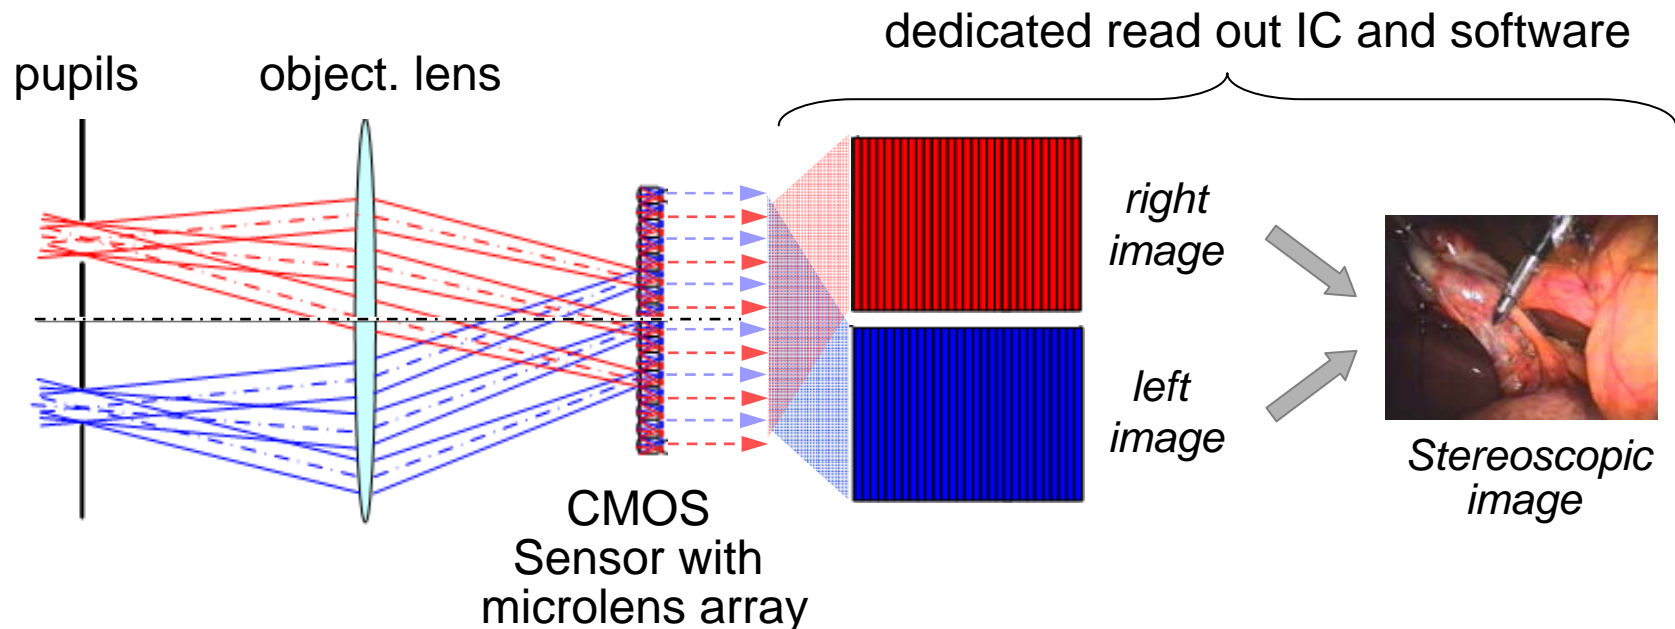 dedicated read out IC and software
pupils
object. lens
right
image
left
image
Stereoscopic
image
CMOS
Sensor with
microlens array